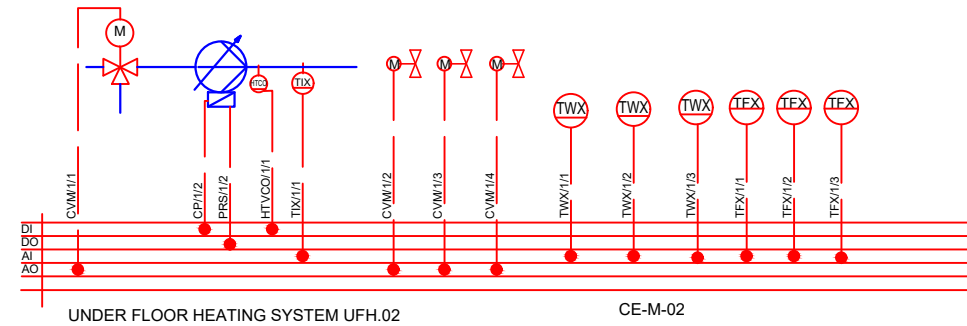 M
HTCO
TIX
M
M
M
TWX
TWX
TWX
TFX
TFX
TFX
CVM/1/1
CP/1/2
PRS/1/2
HTVCO/1/1
TIX/1/1
CVM/1/2
CVM/1/3
CVM/1/4
TWX/1/1
TWX/1/2
TWX/1/3
TFX/1/1
TFX/1/2
TFX/1/3
DI
DO
AI
AO
UNDER FLOOR HEATING SYSTEM UFH.02
CE-M-02